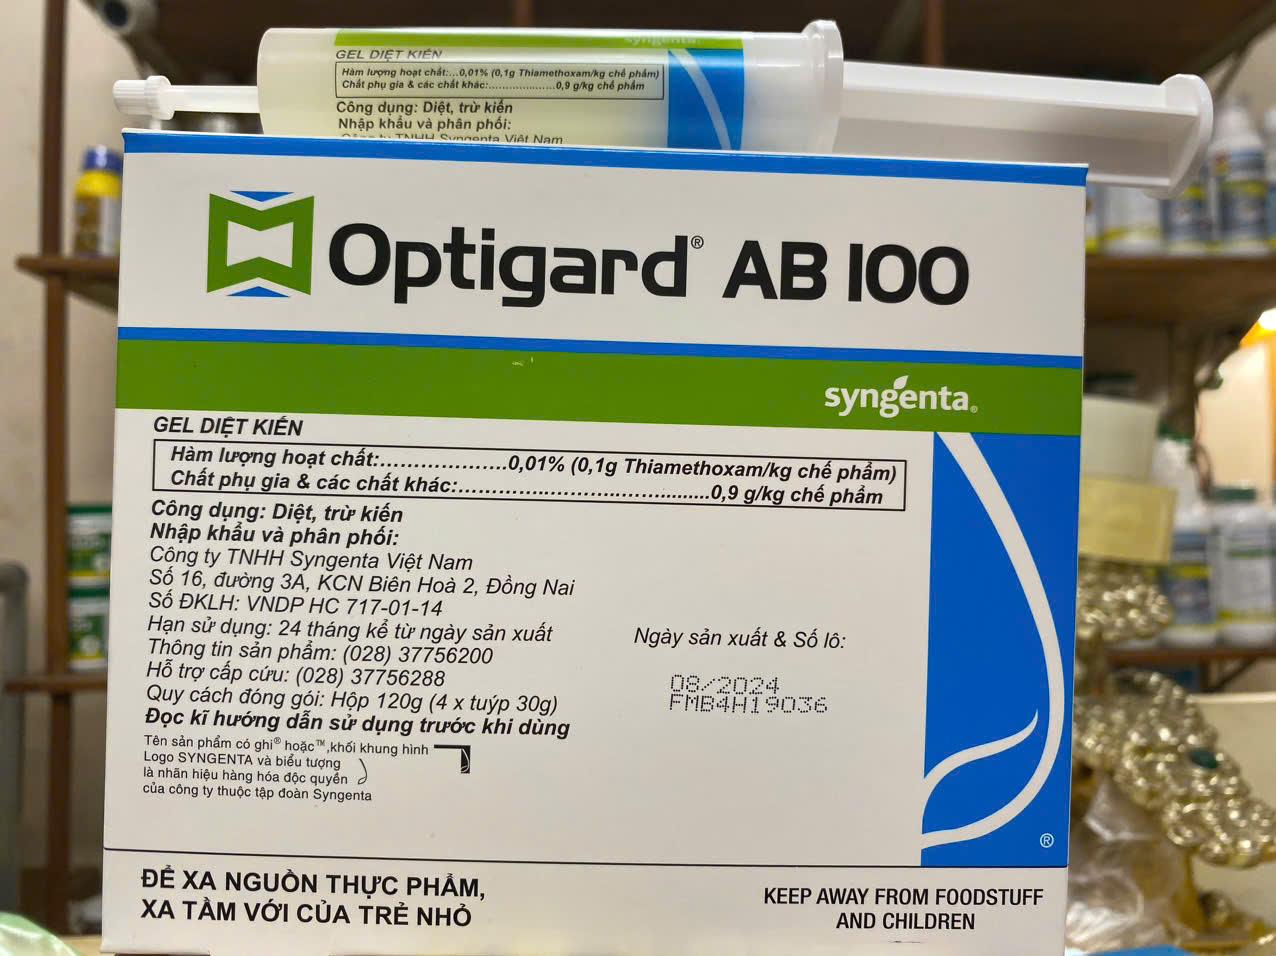 syngenta
GEL DIỆT KIẾN
Hàm lượng hoạt chất:...0,01% (0,1g Thiamethoxam/kg chế phẩm)
Chất phụ gia & các chất khác:....................0,9 g/kg chế phẩm
Công dụng: Diệt, trừ kiến
Nhập khẩu và phân phối:
Công ty TNHH Syngenta Việt Nam
Optigard® AB 100
syngenta®
GEL DIỆT KIẾN
Hàm lượng hoạt chất:......................0,01% (0,1g Thiamethoxam/kg chế phẩm)
Chất phụ gia & các chất khác:............................................0,9 g/kg chế phẩm
Công dụng: Diệt, trừ kiến
Nhập khẩu và phân phối:
Công ty TNHH Syngenta Việt Nam
Số 16, đường 3A, KCN Biên Hoà 2, Đồng Nai
Số ĐKLH: VNDP HC 717-01-14
Hạn sử dụng: 24 tháng kể từ ngày sản xuất
Thông tin sản phẩm: (028) 37756200
Hỗ trợ cấp cứu: (028) 37756288
Quy cách đóng gói: Hộp 120g (4 x tuýp 30g)
Đọc kĩ hướng dẫn sử dụng trước khi dùng
Tên sản phẩm có ghi® hoặc™,khối khung hình
Logo SYNGENTA và biểu tượng
là nhãn hiệu hàng hóa độc quyền
của công ty thuộc tập đoàn Syngenta
Ngày sản xuất & Số lô:
08/2024
FMB4H19036
®
ĐỂ XA NGUỒN THỰC PHẨM,
XA TẦM VỚI CỦA TRẺ NHỎ
KEEP AWAY FROM FOODSTUFF
AND CHILDREN